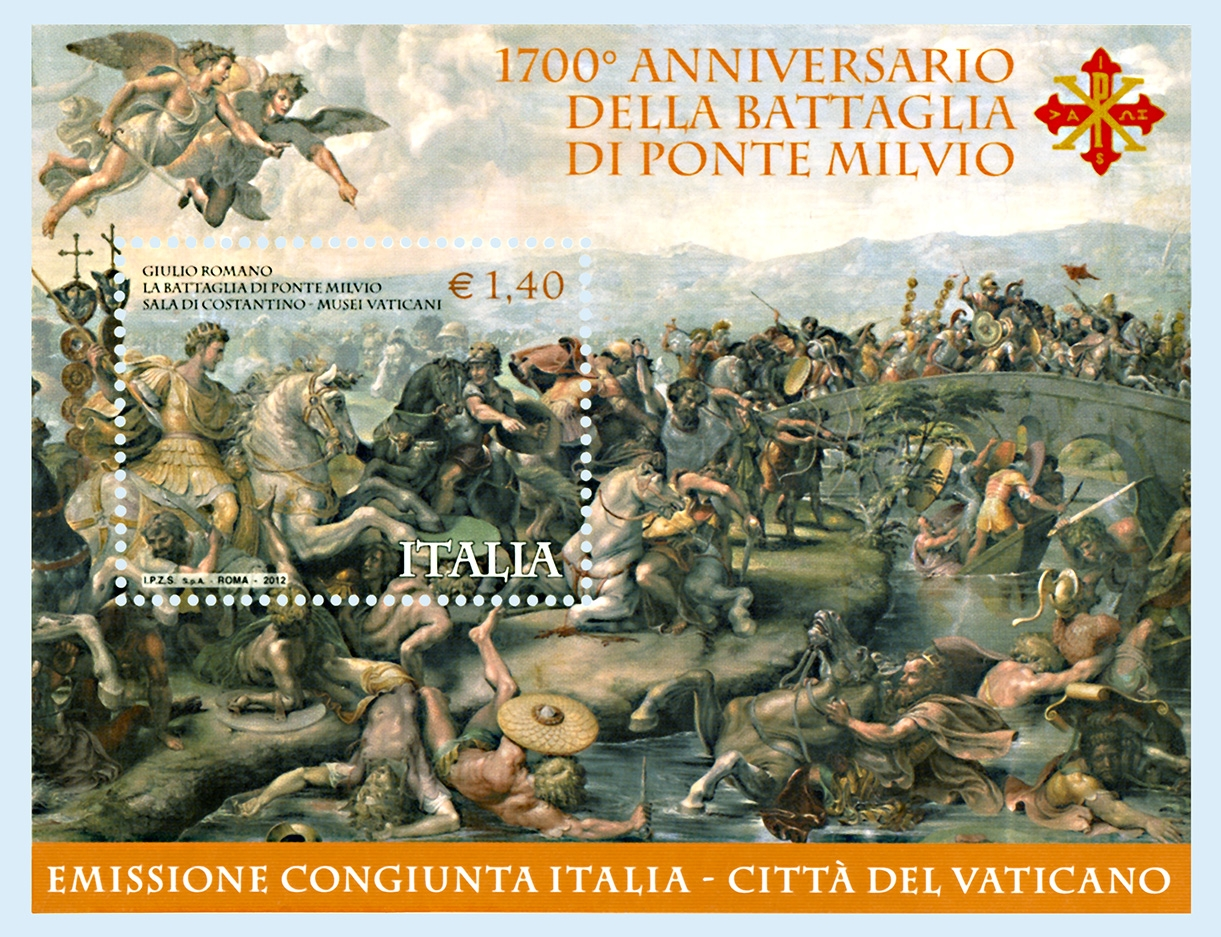 1700° ANNIVERSARIO
DELLA BATTAGLIA
DI PONTE MILVIO
GIULIO ROMANO
LA BATTAGLIA DI PONTE MILVIO
SALA DI COSTANTINO - MUSEI VATICANI
€ 1,40
ITALIA
I.P.Z.S. S.p.A. - ROMA - 2012
EMISSIONE CONGIUNTA ITALIA - CITTÀ DEL VATICANO